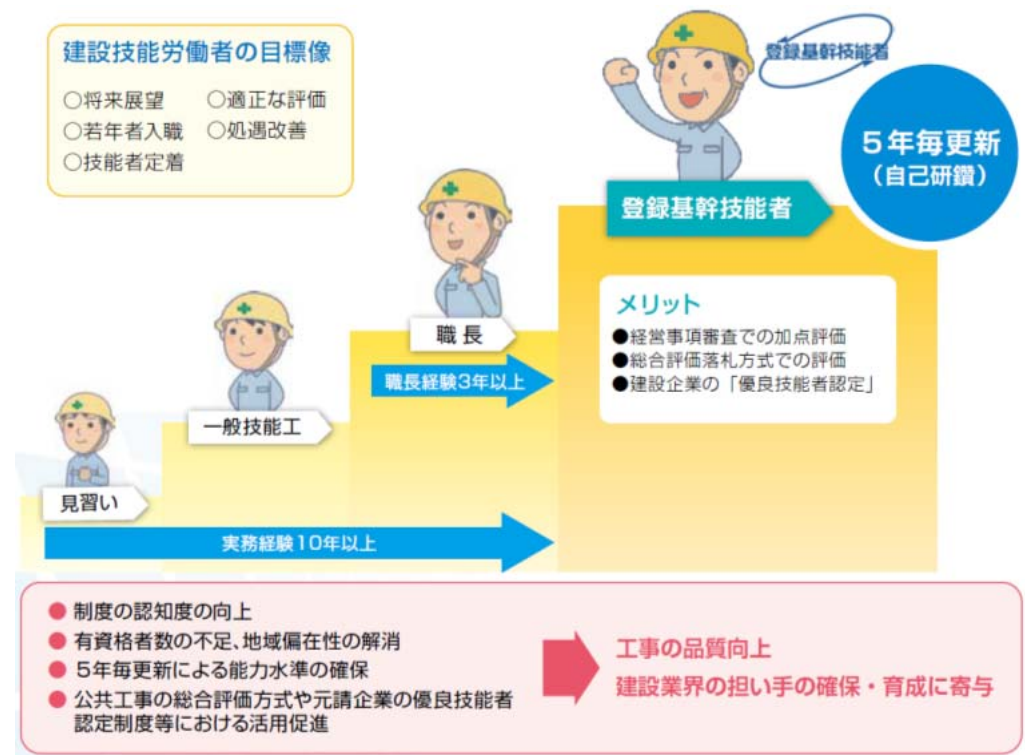 建設技能労働者の目標像
○将来展望 ○適正な評価
○若年者入職 ○処遇改善
○技能者定着
登録基幹技能者
5年毎更新
（自己研鑽）
登録基幹技能者
メリット
●経営事項審査での加点評価
●総合評価落札方式での評価
●建設企業の「優良技能者認定」
職長
職長経験3年以上
一般技能工
見習い
実務経験10年以上
● 制度の認知度の向上
● 有資格者数の不足、地域偏在性の解消
● 5年毎更新による能力水準の確保
● 公共工事の総合評価方式や元請企業の優良技能者
認定制度等における活用促進
工事の品質向上
建設業界の担い手の確保・育成に寄与